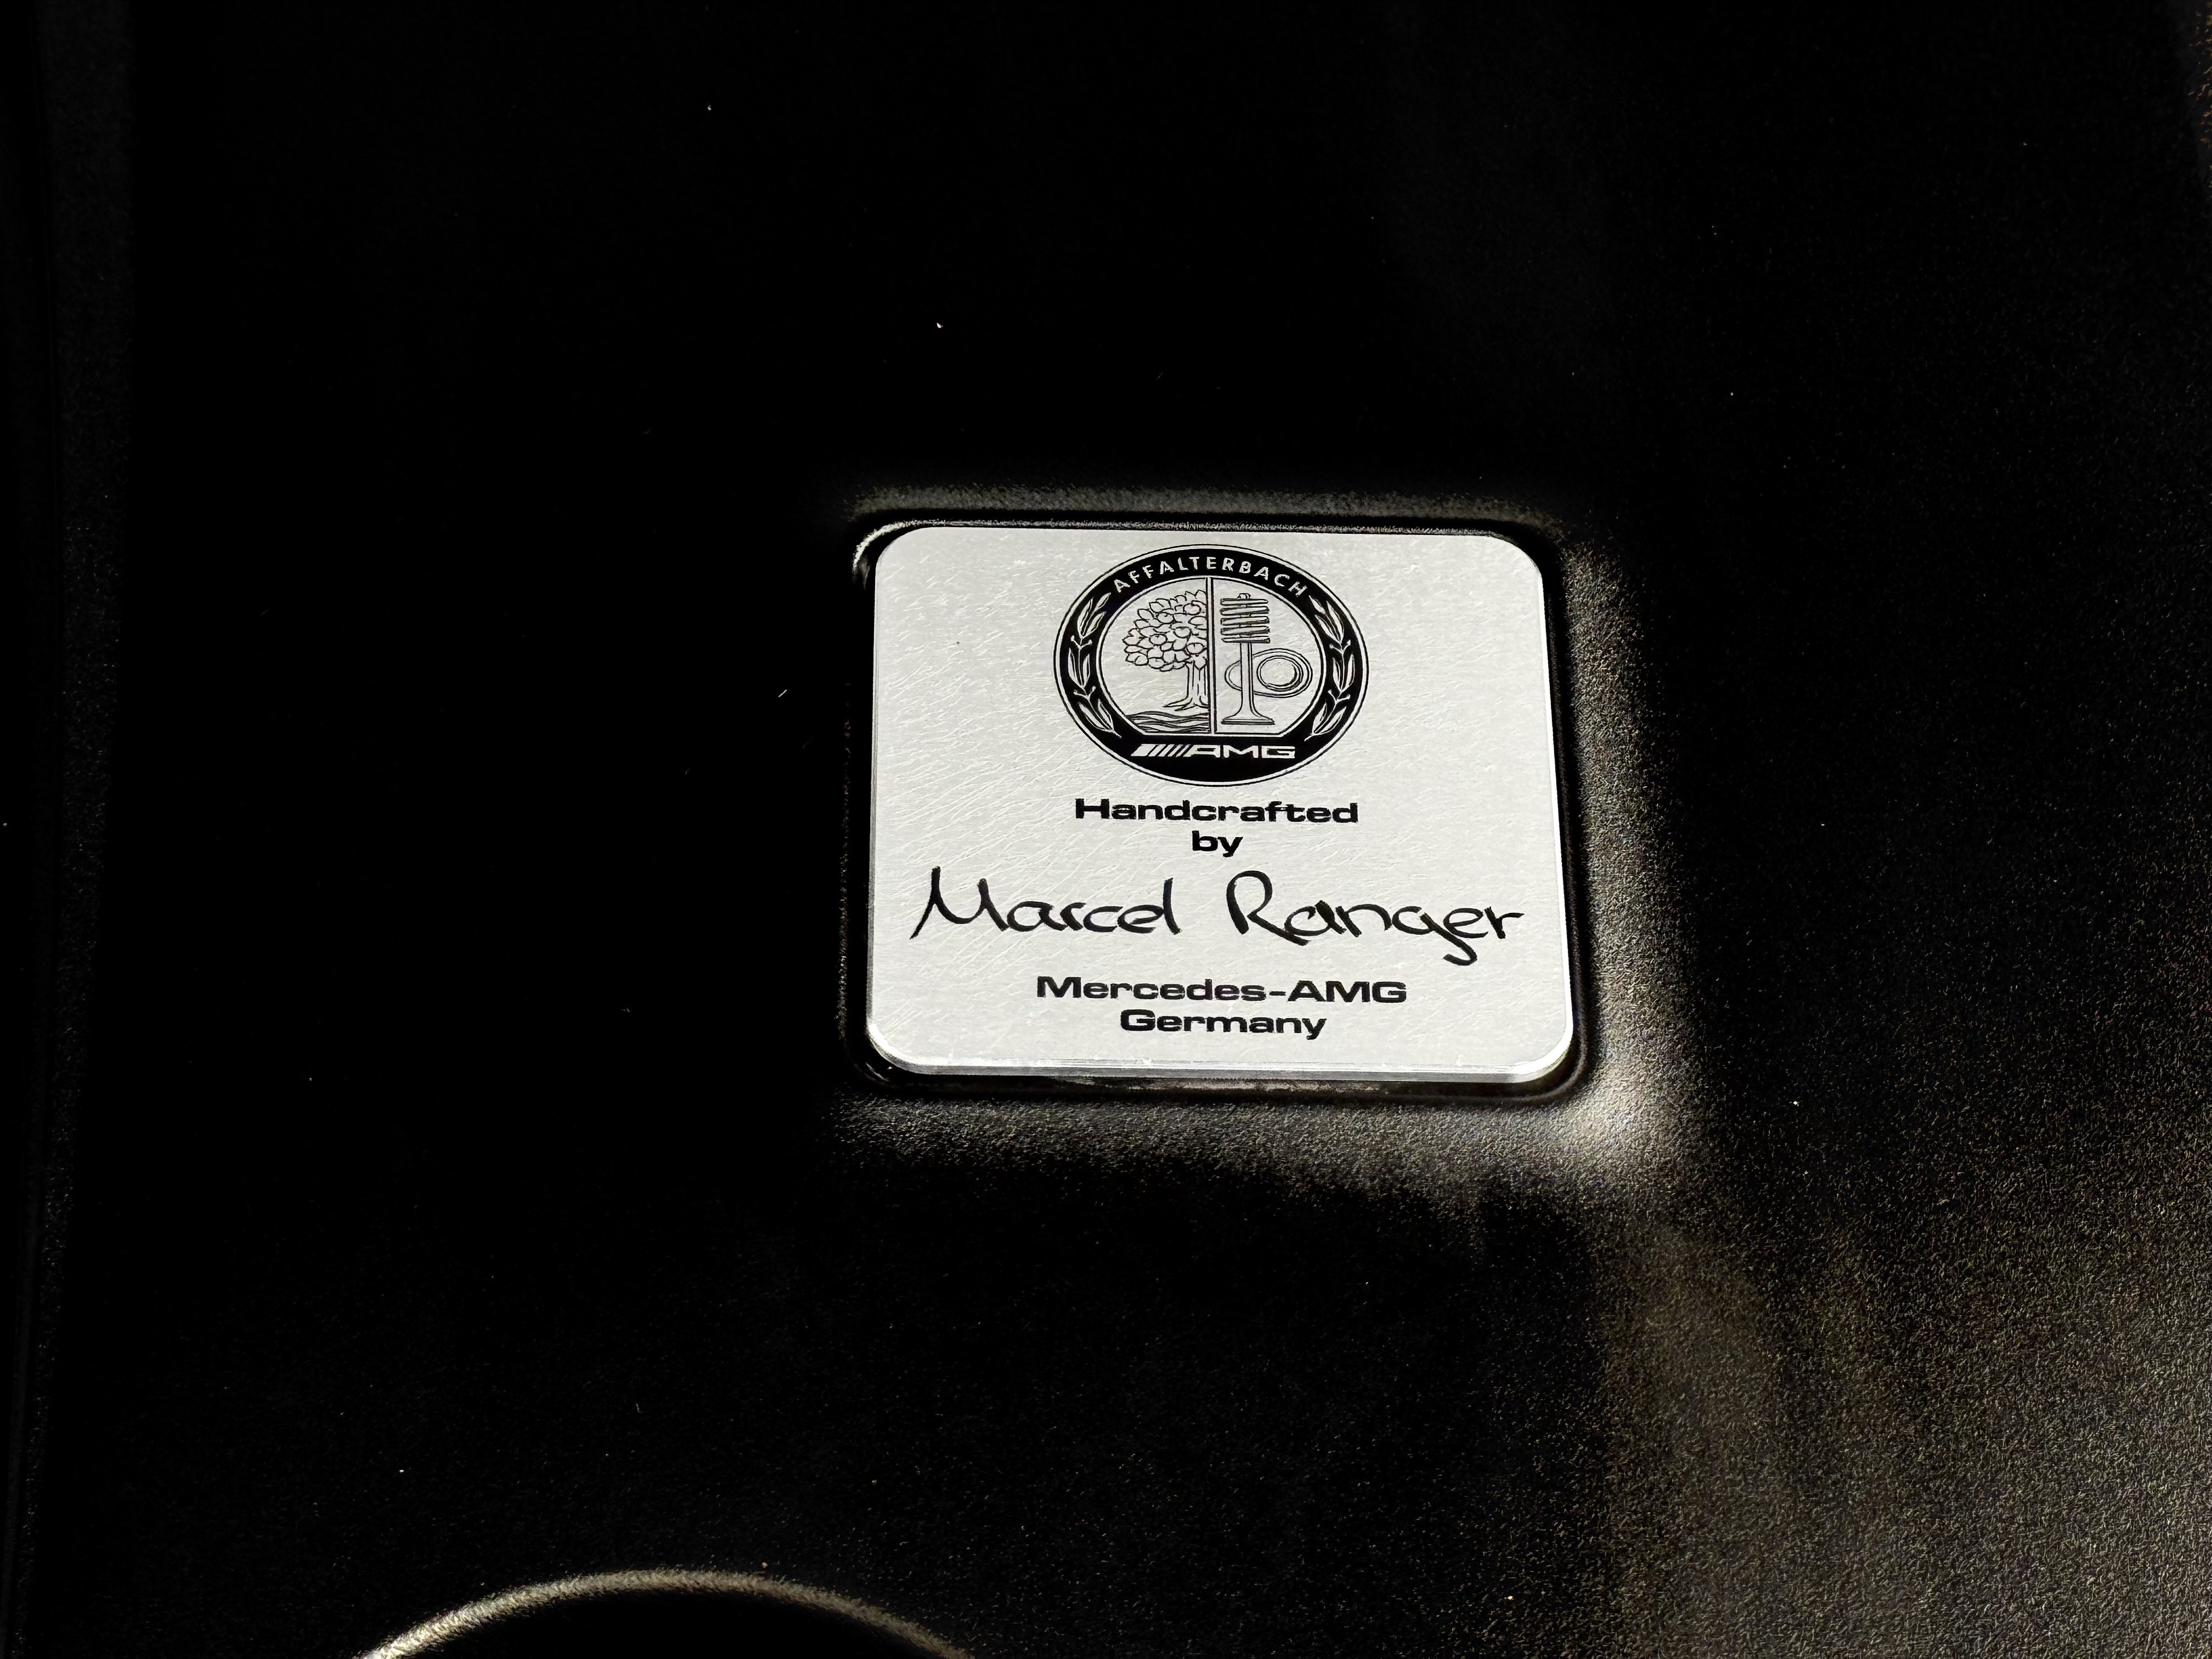 AFFALTERBACH
AMG
Handcrafted
by
Marcel Ranger
Mercedes-AMG
Germany